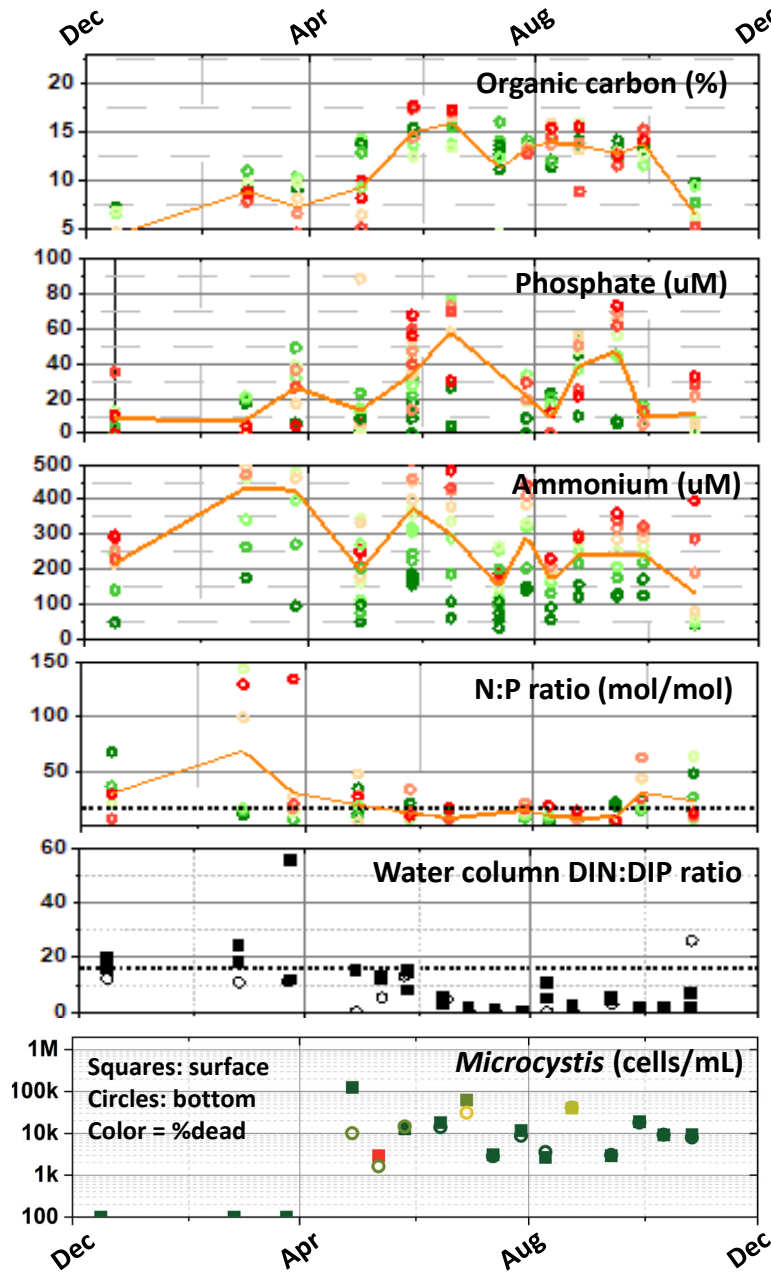 Dec Apr Aug Dec
Organic carbon (%)
20
15
10
5
Phosphate (uM)
100
80
60
40
20
0
Ammonium (uM)
500
400
300
200
100
0
N:P ratio (mol/mol)
150
100
50
Water column DIN:DIP ratio
60
40
20
0
Microcystis (cells/mL)
Squares: surface
Circles: bottom
Color = %dead
1M
100k
10k
1k
100
Dec Apr Aug Dec